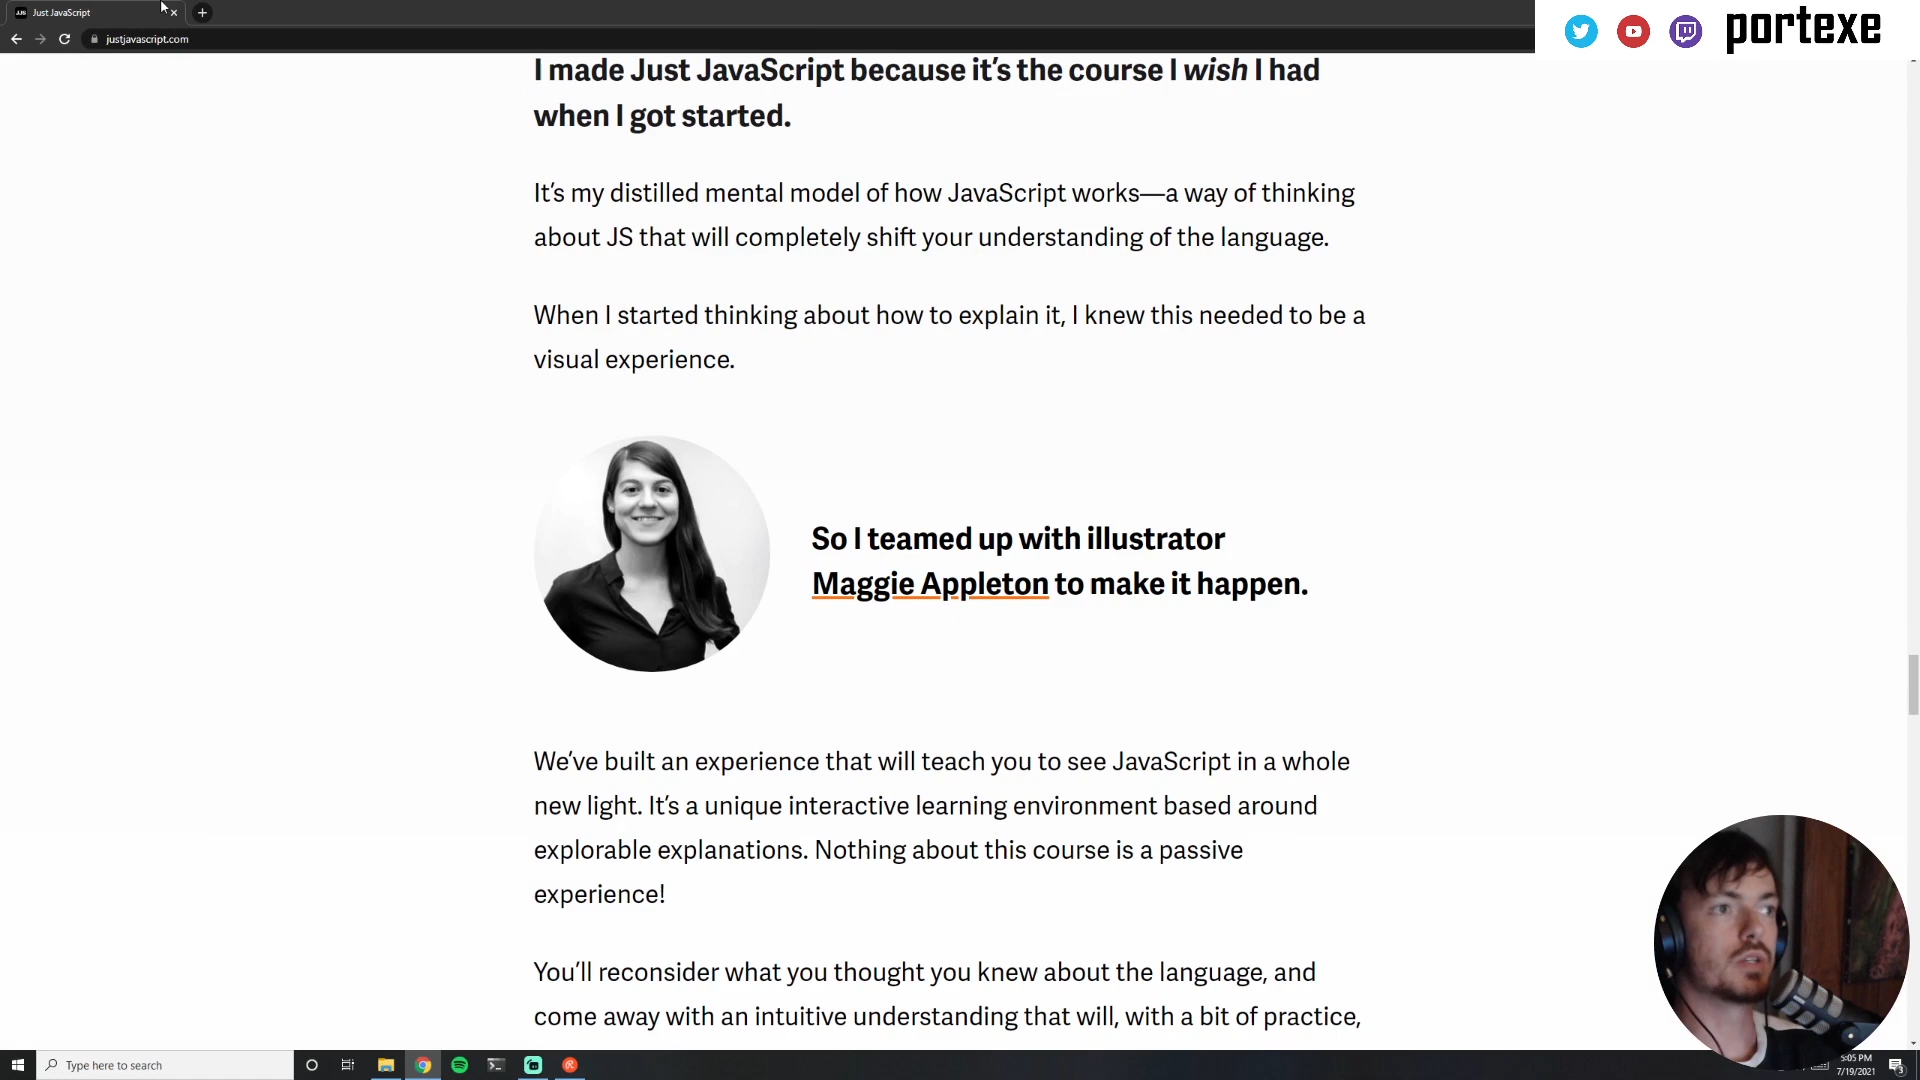 Just JavaScript
justjavascript.com
portexe
I made Just JavaScript because it's the course I wish I had
when I got started.
It's my distilled mental model of how JavaScript works—a way of thinking
about JS that will completely shift your understanding of the language.
When I started thinking about how to explain it, I knew this needed to be a
visual experience.
So I teamed up with illustrator
Maggie Appleton to make it happen.
We've built an experience that will teach you to see JavaScript in a whole
new light. It's a unique interactive learning environment based around
explorable explanations. Nothing about this course is a passive
experience!
You'll reconsider what you thought you knew about the language, and
come away with an intuitive understanding that will, with a bit of practice,
Type here to search
5:05 PM
7/19/2021